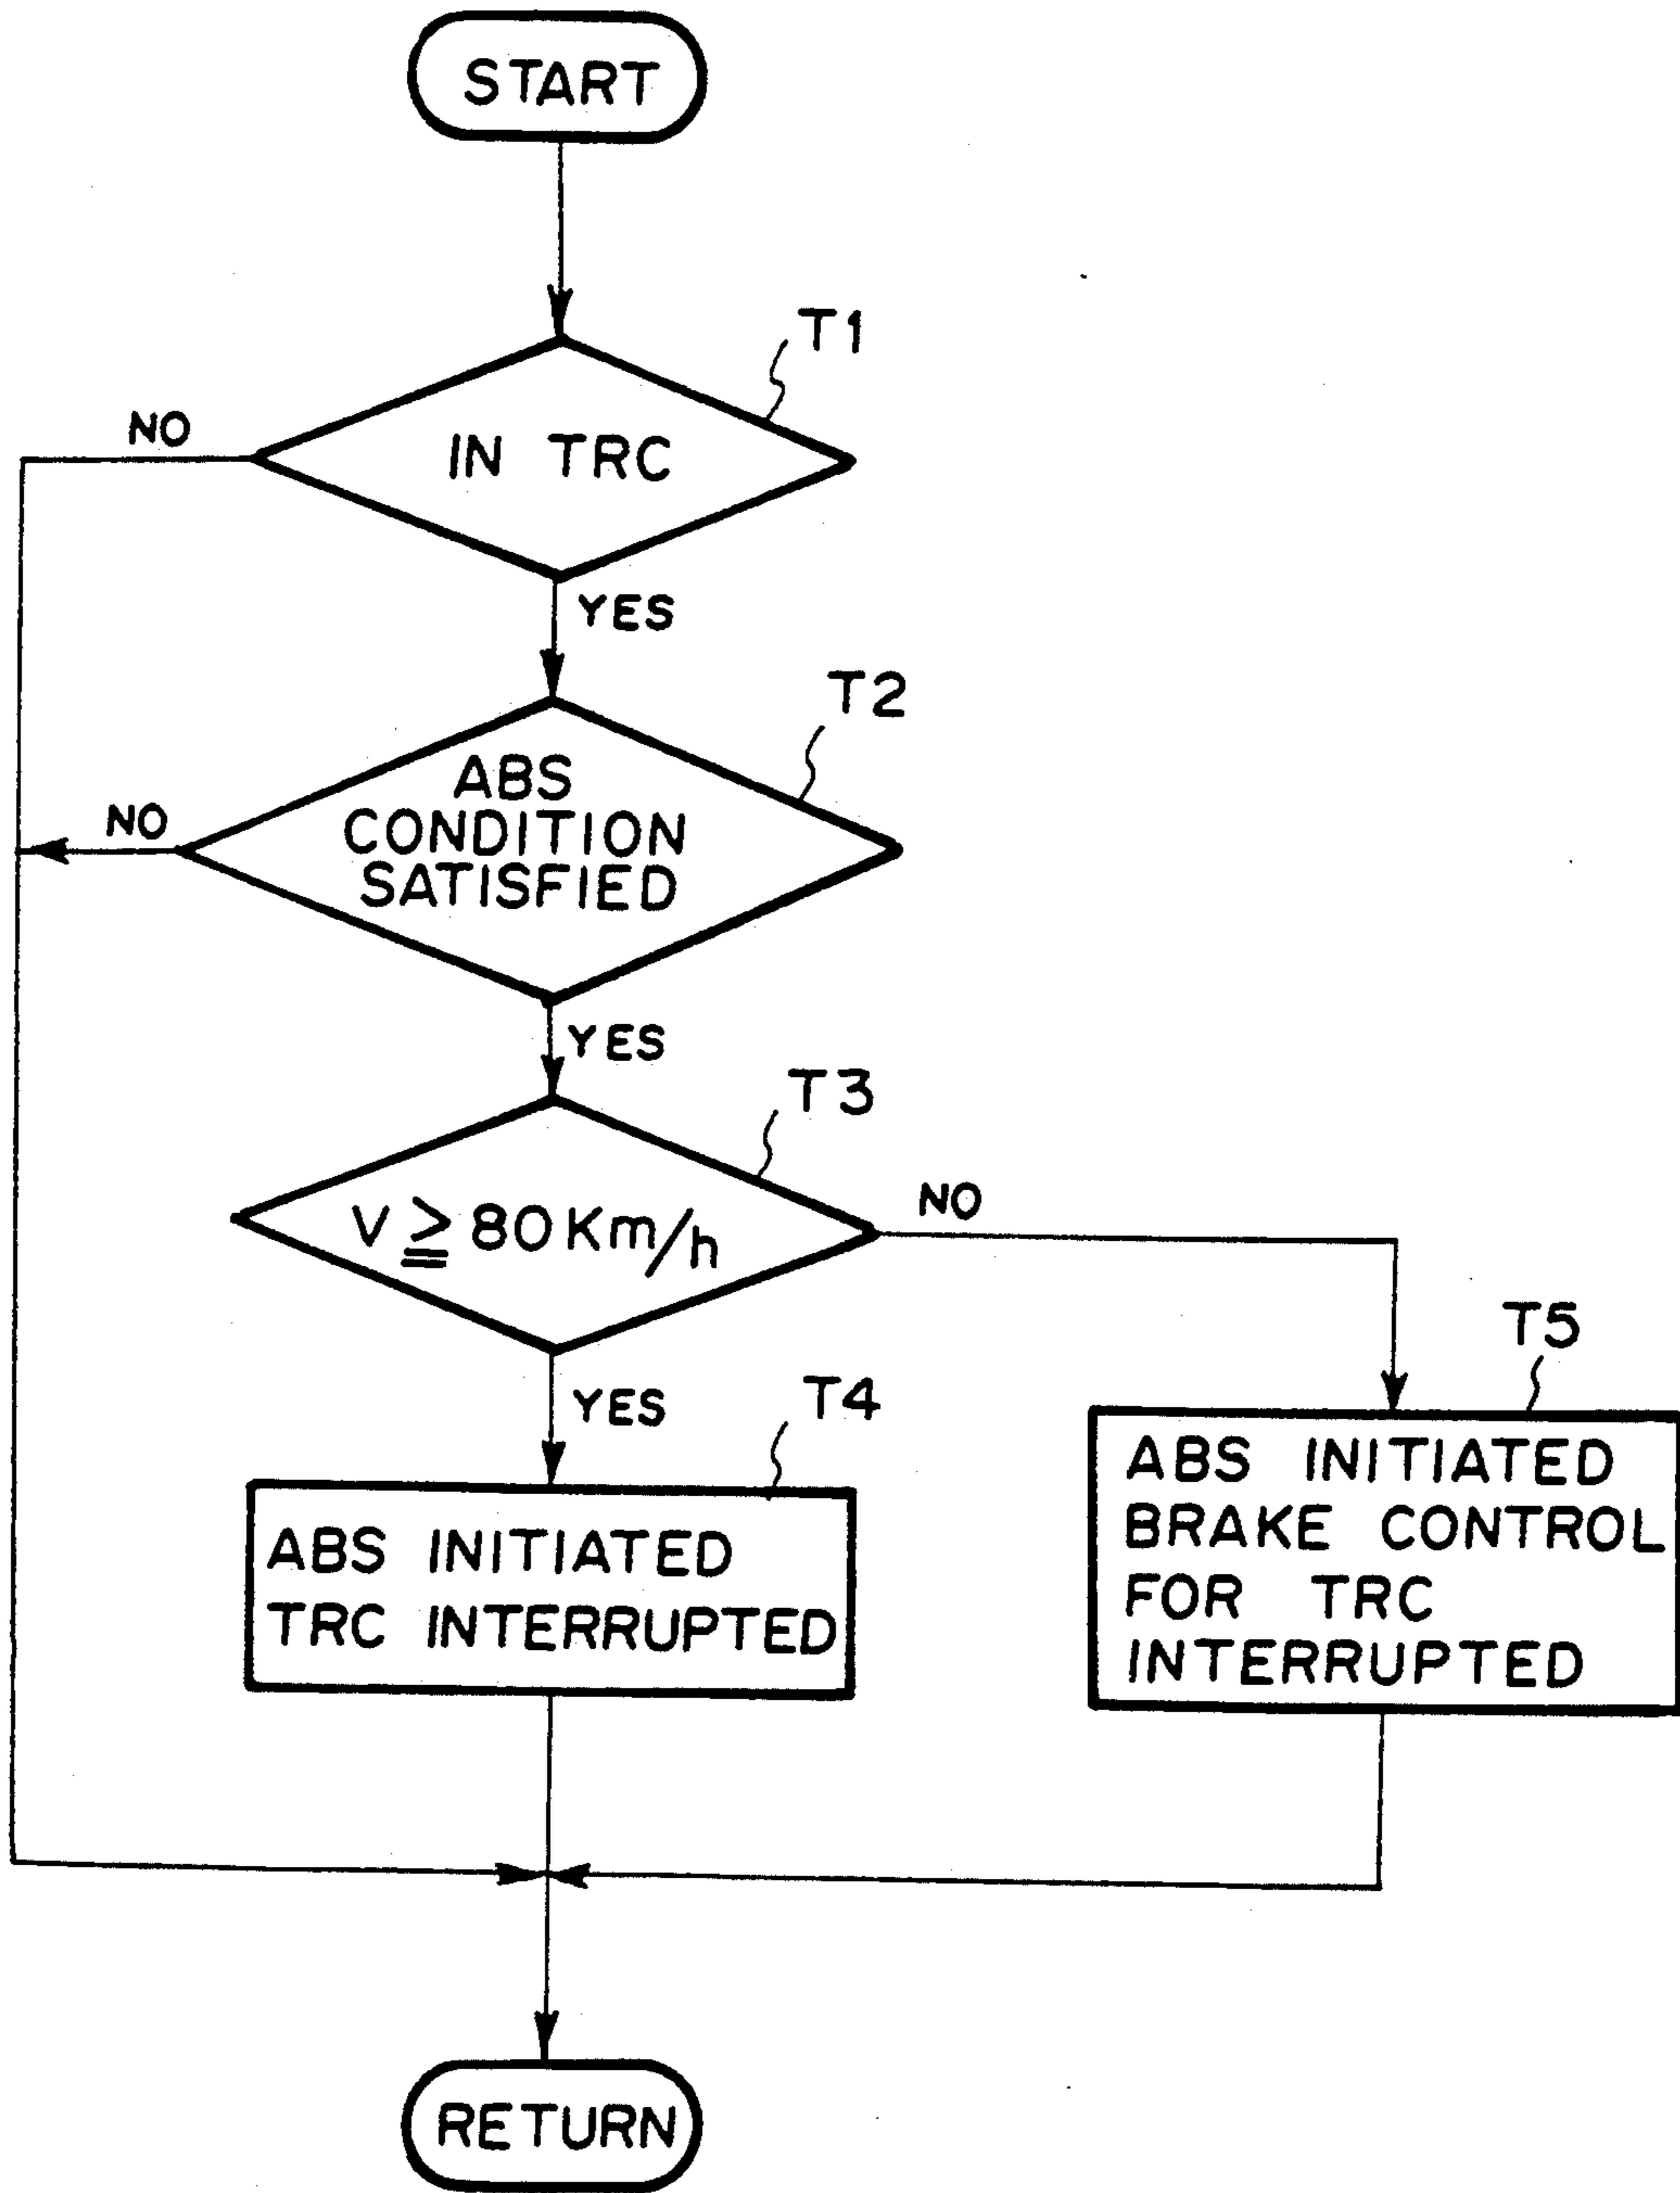 START
T1
NO
IN TRC
YES
T2
ABS
CONDITION
SATISFIED
NO
YES
T3
V ≧ 80Km/h
NO
YES
T4
T5
ABS INITIATED
TRC INTERRUPTED
ABS INITIATED
BRAKE CONTROL
FOR TRC
INTERRUPTED
RETURN